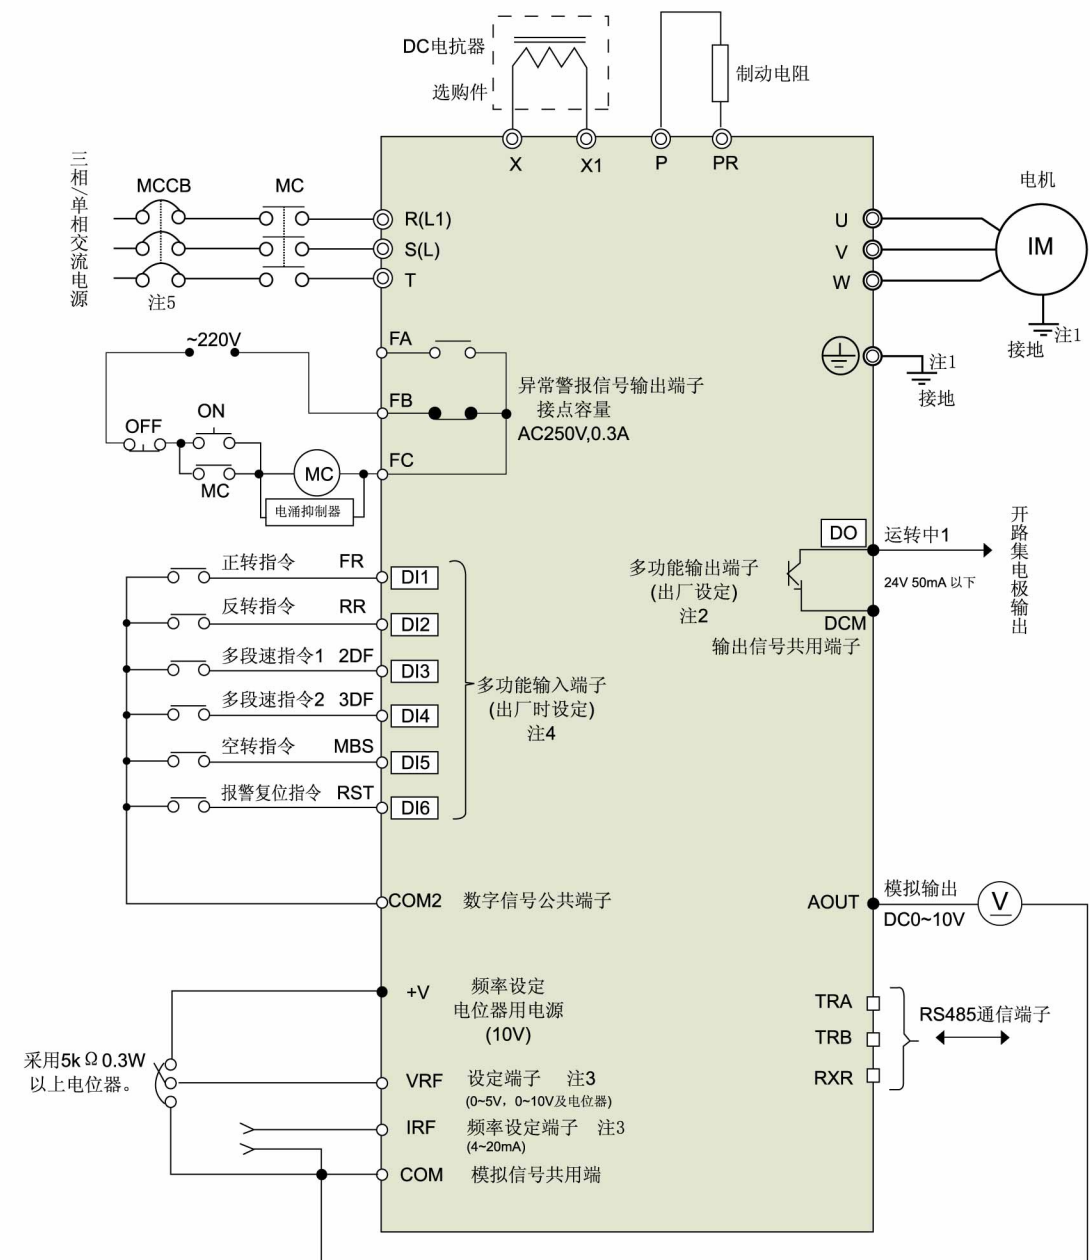 DC电抗器
选购件
制动电阻
X
X1
P
PR
三相/单相交流电源
MCCB
MC
注5
R(L1)
S(L)
T
U
V
W
电机
IM
注1
接地
注1
接地
~220V
OFF
ON
MC
MC
电涌抑制器
FA
FB
FC
异常警报信号输出端子
接点容量
AC250V,0.3A
正转指令 FR DI1
反转指令 RR DI2
多段速指令1 2DF DI3
多段速指令2 3DF DI4
空转指令 MBS DI5
报警复位指令 RST DI6
多功能输入端子
(出厂时设定)
注4
DO
运转中1
24V 50mA 以下
开路集电极输出
多功能输出端子
(出厂设定)
注2
DCM
输出信号共用端子
COM2 数字信号公共端子
AOUT
模拟输出
DC0~10V
V
+V
频率设定
电位器用电源
(10V)
采用5kΩ0.3W
以上电位器。
VRF 设定端子 注3
(0~5V，0~10V及电位器)
IRF 频率设定端子 注3
(4~20mA)
COM 模拟信号共用端
TRA
TRB
RXR
RS485通信端子